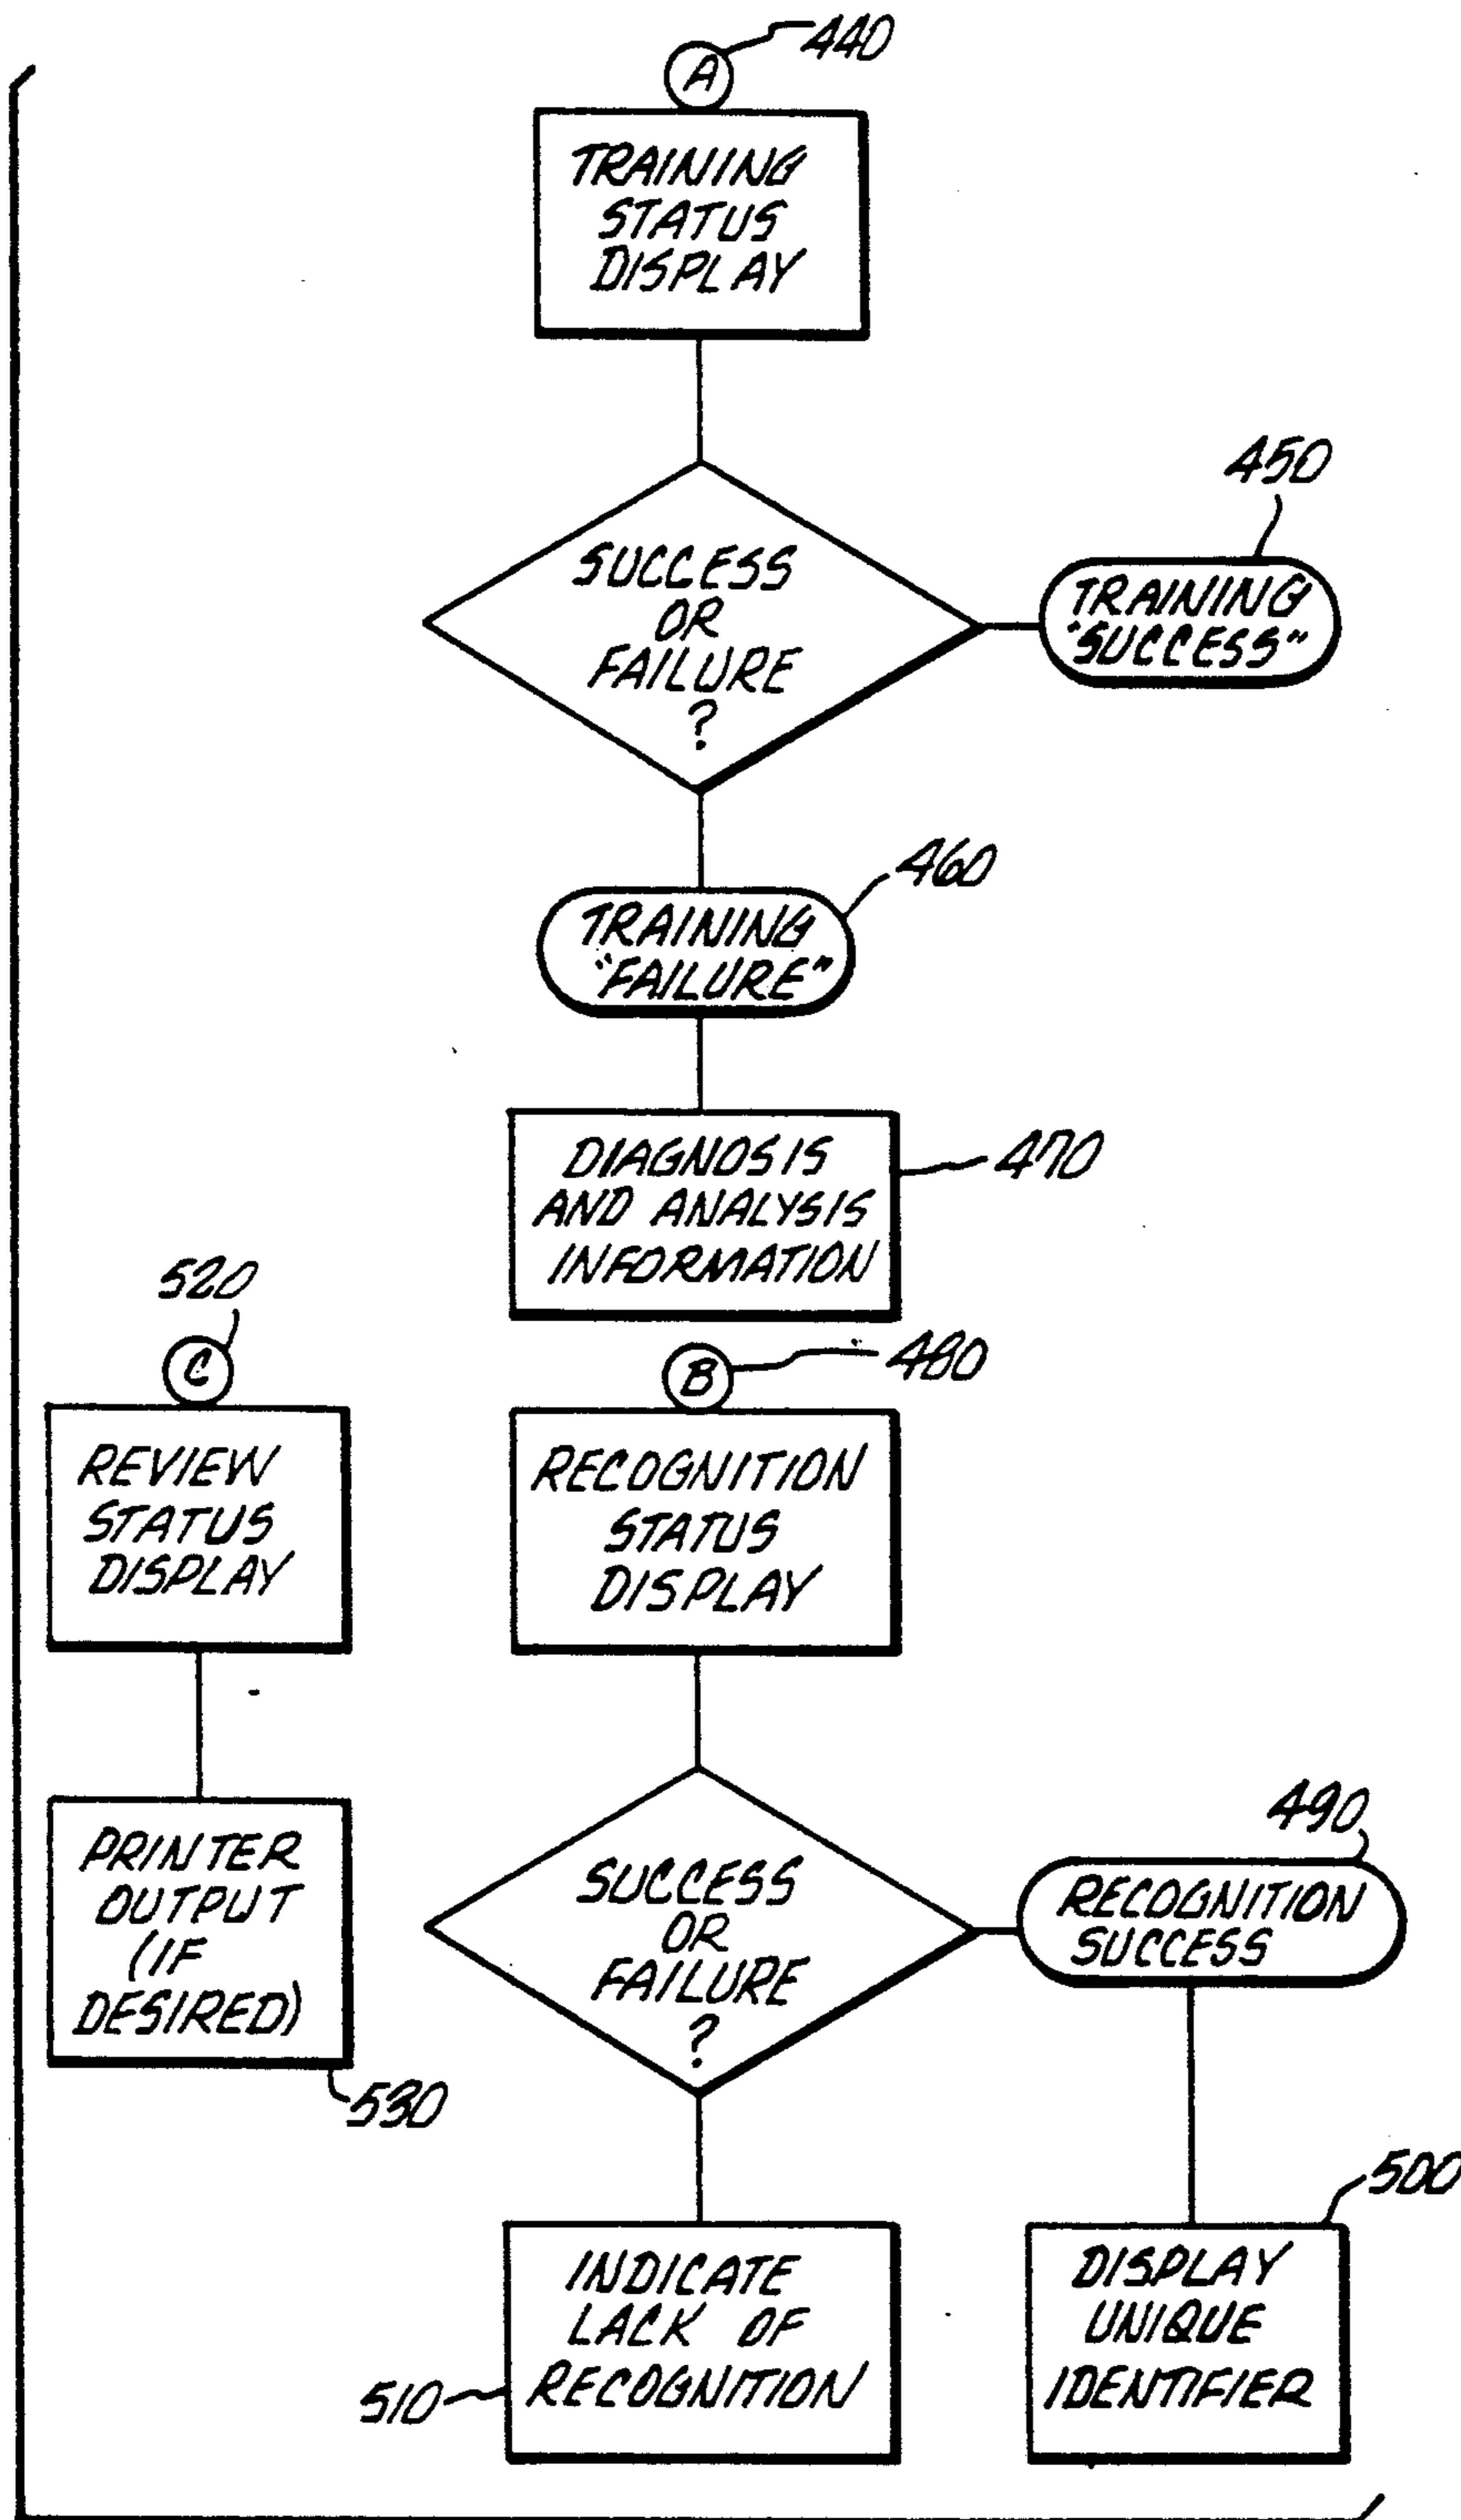 440
A
TRAINING
STATUS
DISPLAY
450
SUCCESS
OR
FAILURE
?
TRAINING
"SUCCESS"
460
TRAINING
"FAILURE"
470
DIAGNOSIS
AND ANALYSIS
INFORMATION
520
C
REVIEW
STATUS
DISPLAY
PRINTER
OUTPUT
(IF
DESIRED)
530
480
B
RECOGNITION
STATUS
DISPLAY
SUCCESS
OR
FAILURE
?
490
RECOGNITION
SUCCESS
500
DISPLAY
UNIQUE
IDENTIFIER
510
INDICATE
LACK OF
RECOGNITION